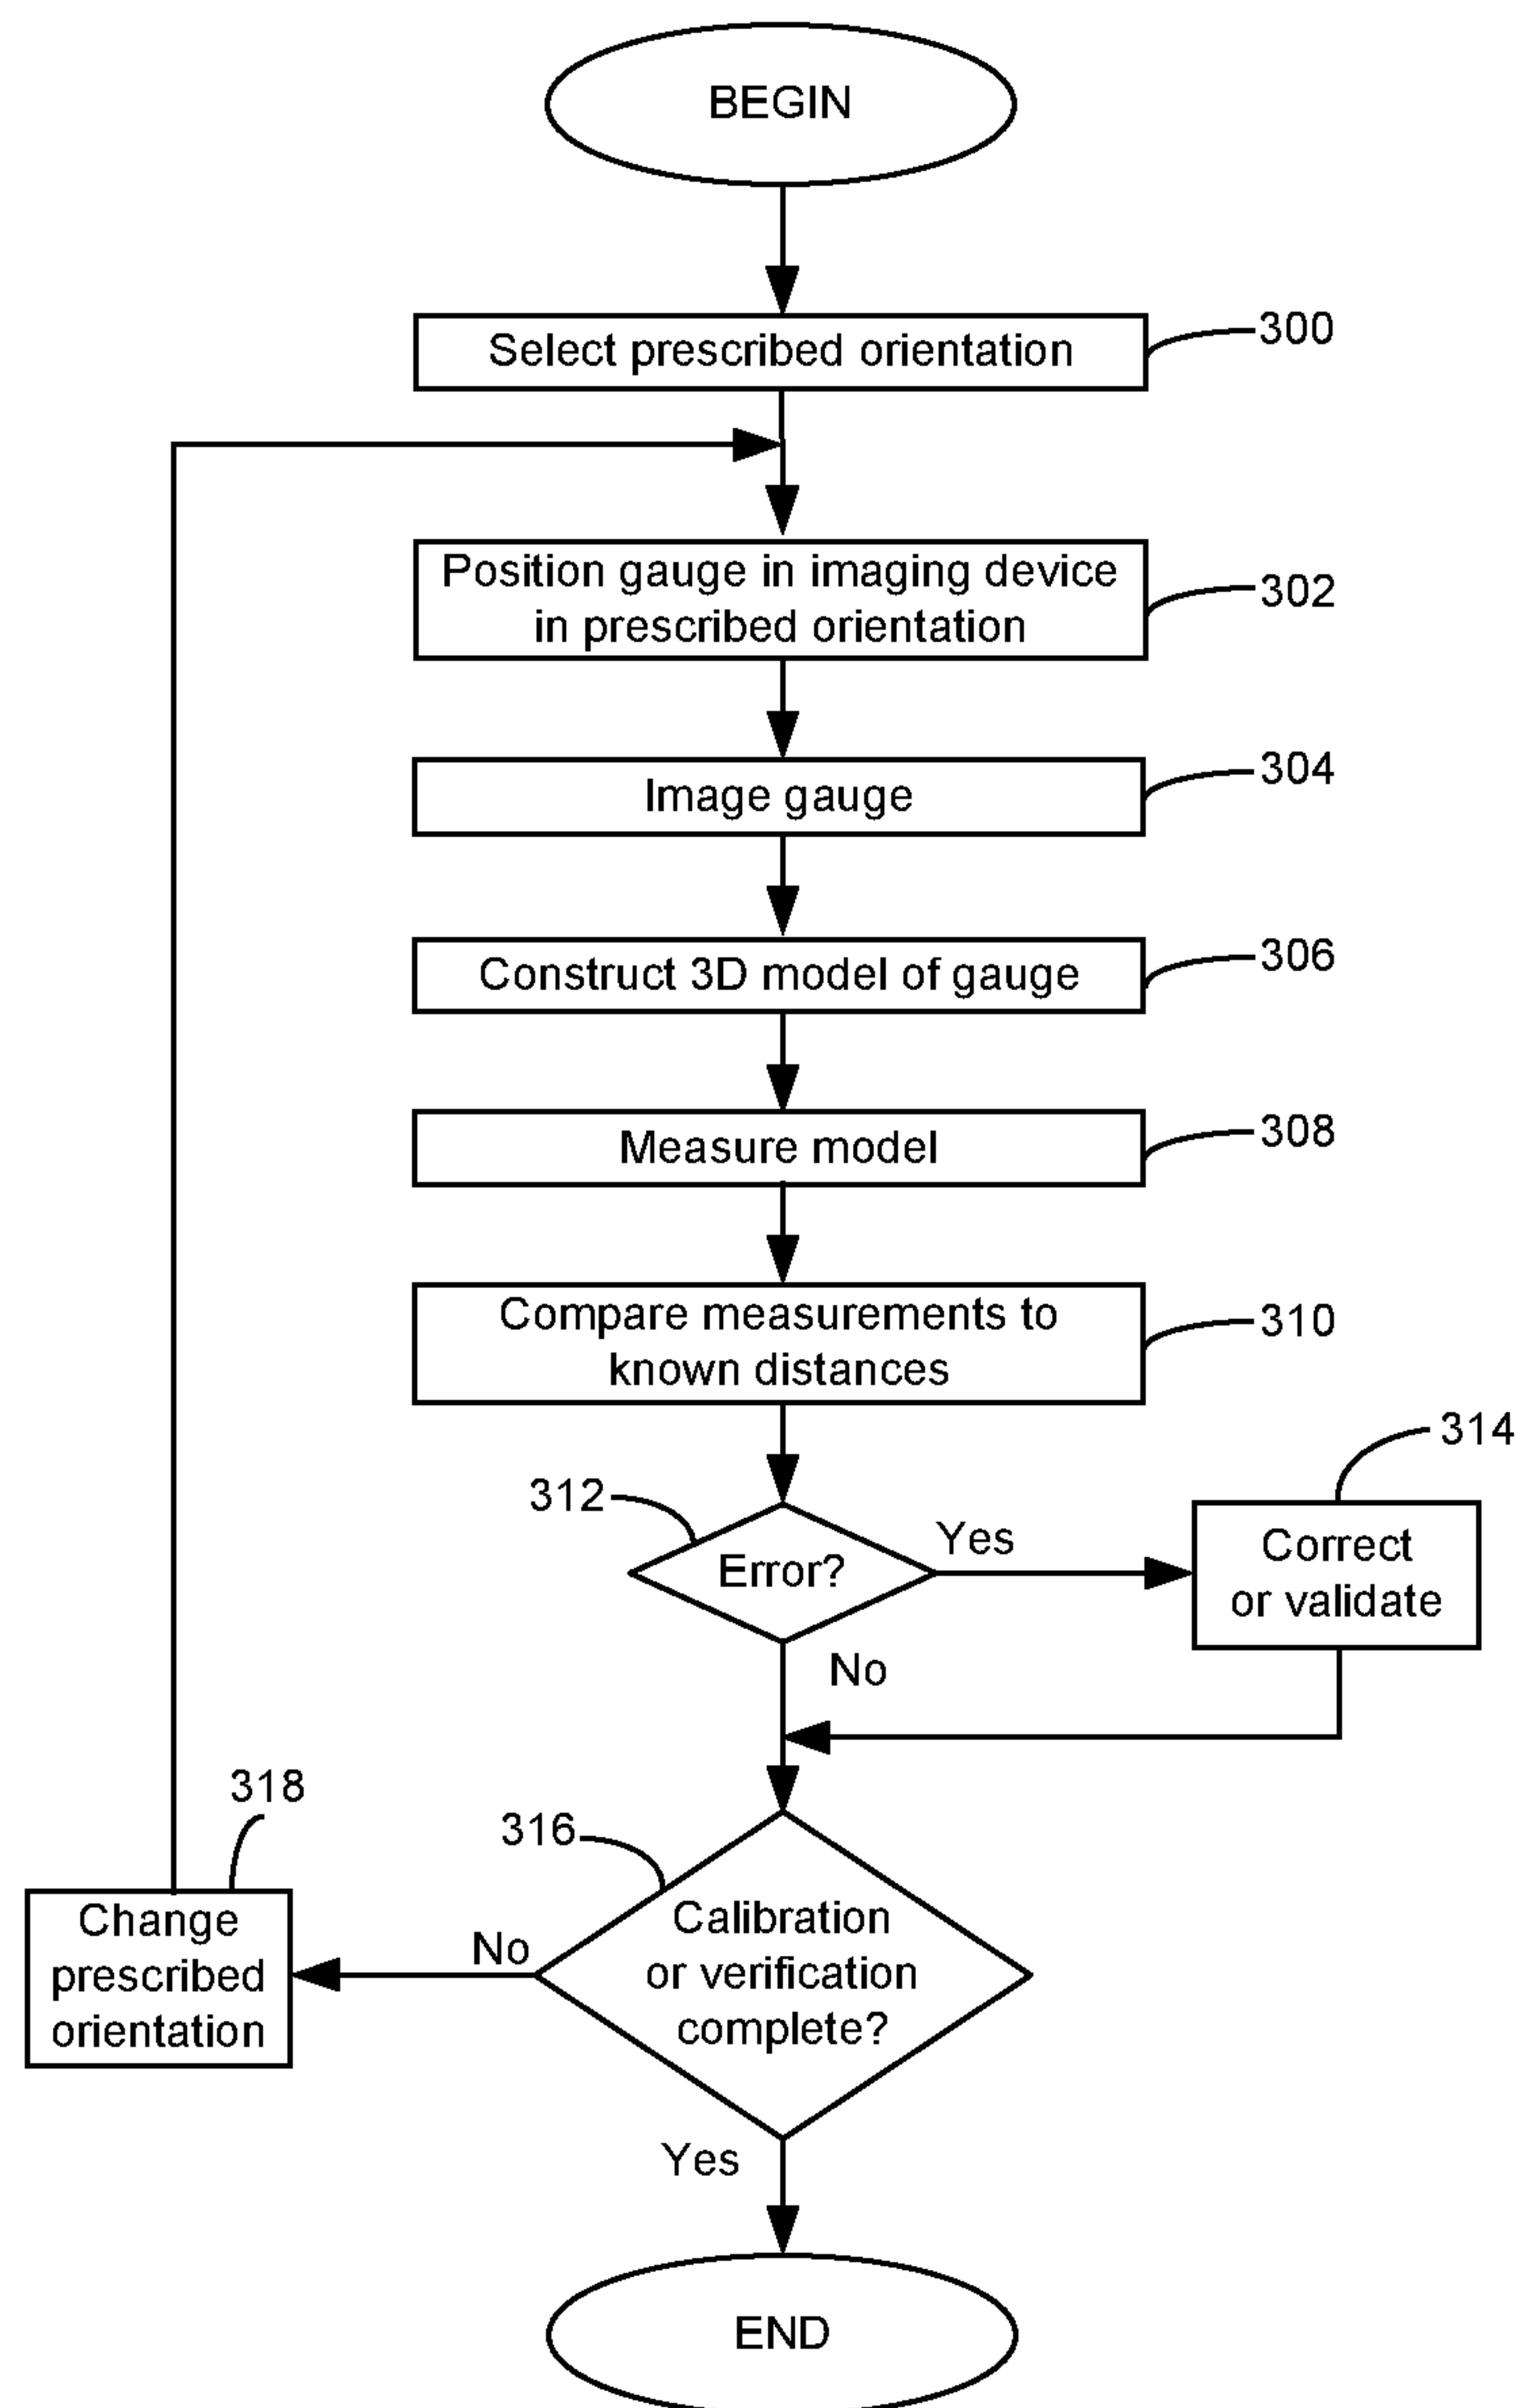 BEGIN
Select prescribed orientation
300
Position gauge in imaging device
in prescribed orientation
302
Image gauge
304
Construct 3D model of gauge
306
Measure model
308
Compare measurements to
known distances
310
312
Error?
Yes
No
314
Correct
or validate
316
Calibration
or verification
complete?
No
Yes
318
Change
prescribed
orientation
END